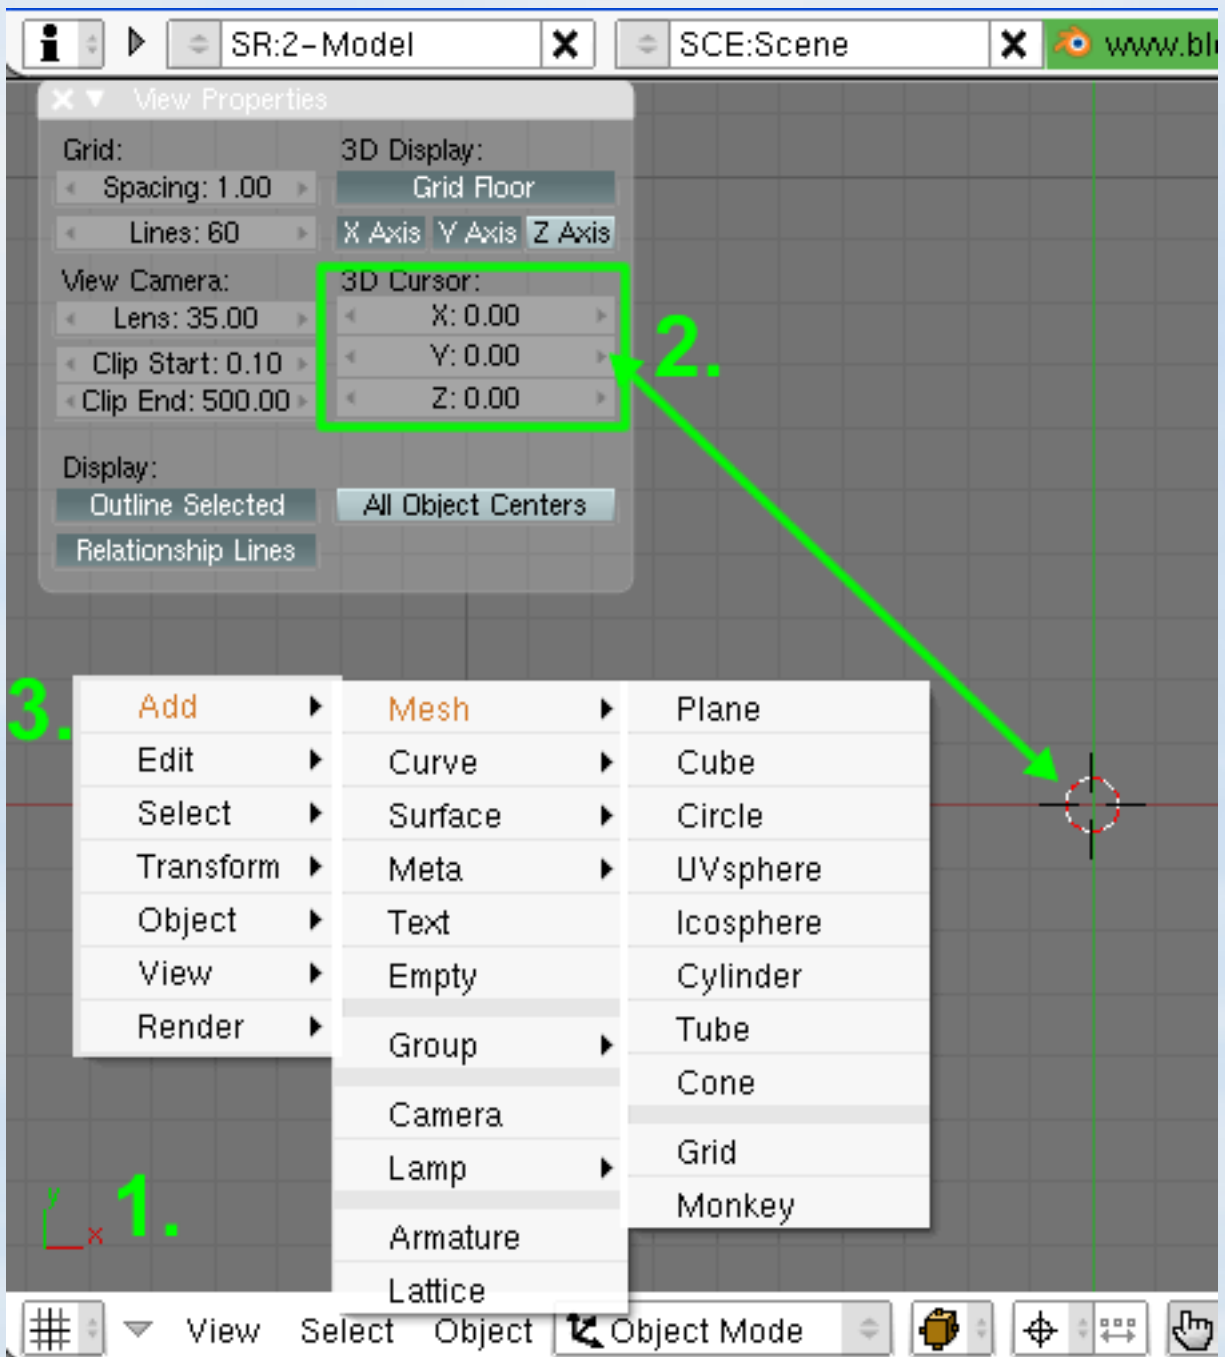 SR:2-Model
SCE:Scene
View Properties
Grid:
3D Display:
Spacing: 1.00
Grid Floor
Lines: 60
X Axis
Y Axis
Z Axis
View Camera:
3D Cursor:
Lens: 35.00
X: 0.00
Clip Start: 0.10
Y: 0.00
Clip End: 500.00
Z: 0.00
2.
Display:
Outline Selected
All Object Centers
Relationship Lines
3.
Add
Edit
Select
Transform
Object
View
Render
Mesh
Curve
Surface
Meta
Text
Empty
Group
Camera
Lamp
Armature
Lattice
Plane
Cube
Circle
UVsphere
Icosphere
Cylinder
Tube
Cone
Grid
Monkey
y
x
1.
View
Select
Object
Object Mode